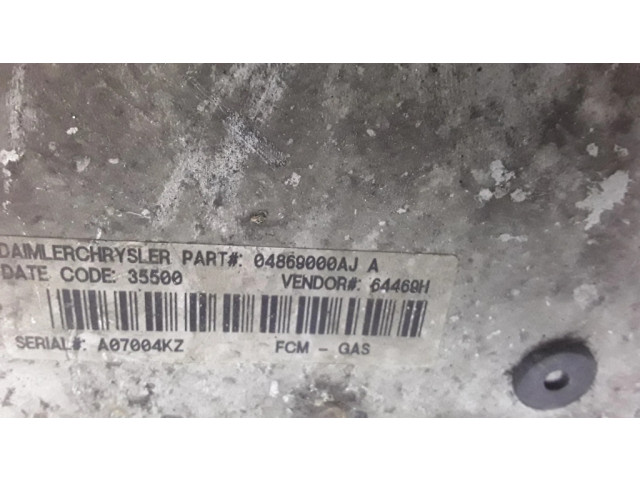 DAIMLERCHRYSLER PART#: 04869000AJ A
DATE CODE: 35500 VENDOR#: 64469H
SERIAL#: A07004KZ FCM - GAS